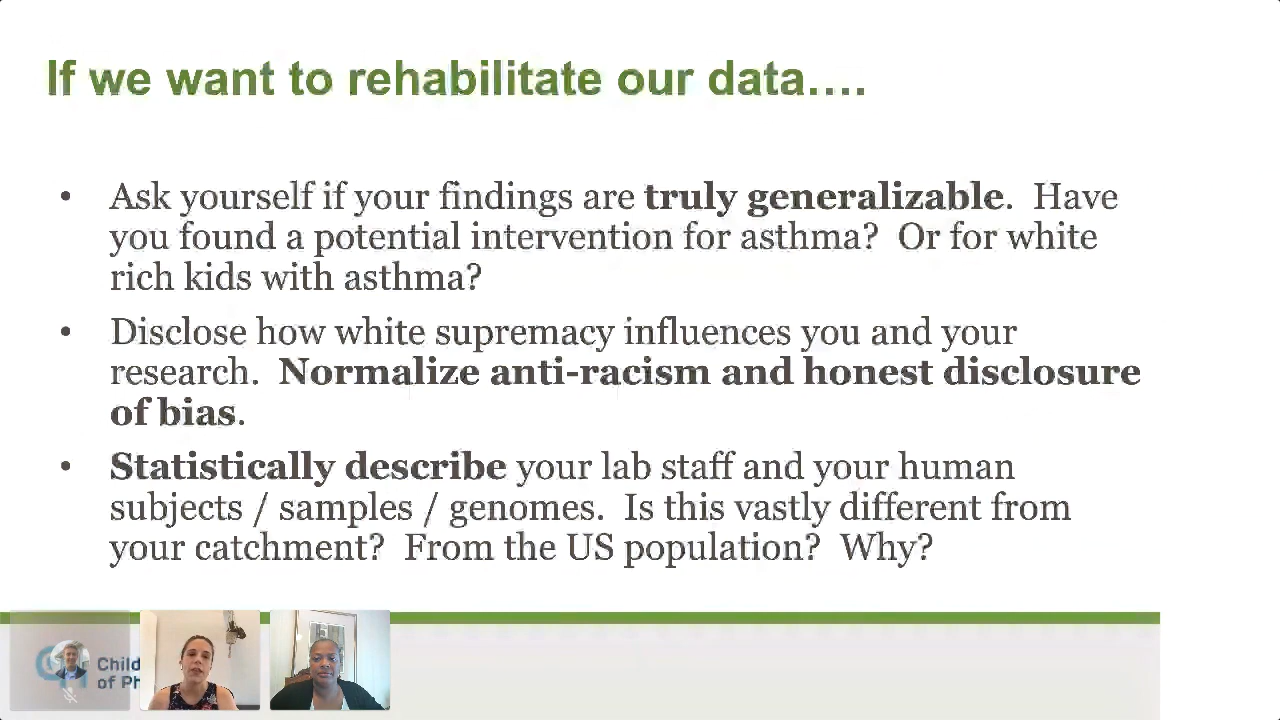 If we want to rehabilitate our data....
• Ask yourself if your findings are truly generalizable. Have
you found a potential intervention for asthma? Or for white
rich kids with asthma?
• Disclose how white supremacy influences you and your
research. Normalize anti-racism and honest disclosure
of bias.
• Statistically describe your lab staff and your human
subjects / samples / genomes. Is this vastly different from
your catchment? From the US population? Why?
Child
of Ph